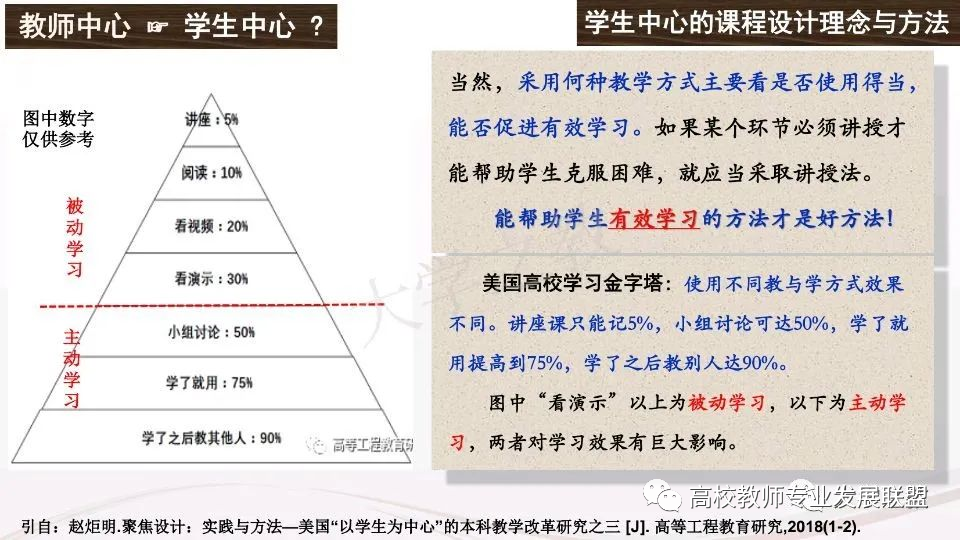 教师中心 ☞ 学生中心 ?
学生中心的课程设计理念与方法
图中数字
仅供参考
讲座：5%
阅读：10%
看视频：20%
看演示：30%
小组讨论：50%
学了就用：75%
学了之后教其他人：90%
被动学习
主动学习
高等工程教育研
当然，采用何种教学方式主要看是否使用得当，
能否促进有效学习。如果某个环节必须讲授才
能帮助学生克服困难，就应当采取讲授法。
能帮助学生有效学习的方法才是好方法!
美国高校学习金字塔：使用不同教与学方式效果
不同。讲座课只能记5%，小组讨论可达50%，学了就
用提高到75%，学了之后教别人达90%。
图中“看演示”以上为被动学习，以下为主动学
习，两者对学习效果有巨大影响。
高校教师专业发展联盟
引自：赵炬明.聚焦设计：实践与方法—美国“以学生为中心”的本科教学改革研究之三 [J]. 高等工程教育研究,2018(1-2).